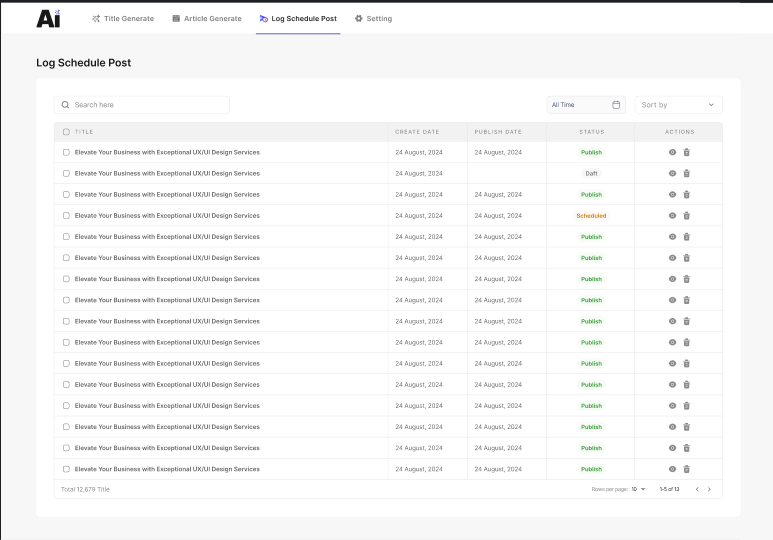 Ai
Title Generate Article Generate Log Schedule Post Setting
Log Schedule Post
Search here All Time Sort by
TITLE CREATE DATE PUBLISH DATE STATUS ACTIONS
Elevate Your Business with Exceptional UX/UI Design Services 24 August, 2024 24 August, 2024 Publish
Elevate Your Business with Exceptional UX/UI Design Services 24 August, 2024 Daft
Elevate Your Business with Exceptional UX/UI Design Services 24 August, 2024 24 August, 2024 Publish
Elevate Your Business with Exceptional UX/UI Design Services 24 August, 2024 24 August, 2024 Scheduled
Elevate Your Business with Exceptional UX/UI Design Services 24 August, 2024 24 August, 2024 Publish
Elevate Your Business with Exceptional UX/UI Design Services 24 August, 2024 24 August, 2024 Publish
Elevate Your Business with Exceptional UX/UI Design Services 24 August, 2024 24 August, 2024 Publish
Elevate Your Business with Exceptional UX/UI Design Services 24 August, 2024 24 August, 2024 Publish
Elevate Your Business with Exceptional UX/UI Design Services 24 August, 2024 24 August, 2024 Publish
Elevate Your Business with Exceptional UX/UI Design Services 24 August, 2024 24 August, 2024 Publish
Elevate Your Business with Exceptional UX/UI Design Services 24 August, 2024 24 August, 2024 Publish
Elevate Your Business with Exceptional UX/UI Design Services 24 August, 2024 24 August, 2024 Publish
Elevate Your Business with Exceptional UX/UI Design Services 24 August, 2024 24 August, 2024 Publish
Elevate Your Business with Exceptional UX/UI Design Services 24 August, 2024 24 August, 2024 Publish
Elevate Your Business with Exceptional UX/UI Design Services 24 August, 2024 24 August, 2024 Publish
Elevate Your Business with Exceptional UX/UI Design Services 24 August, 2024 24 August, 2024 Publish
Total 12,679 Title Rows per page: 10 1-5 of 13